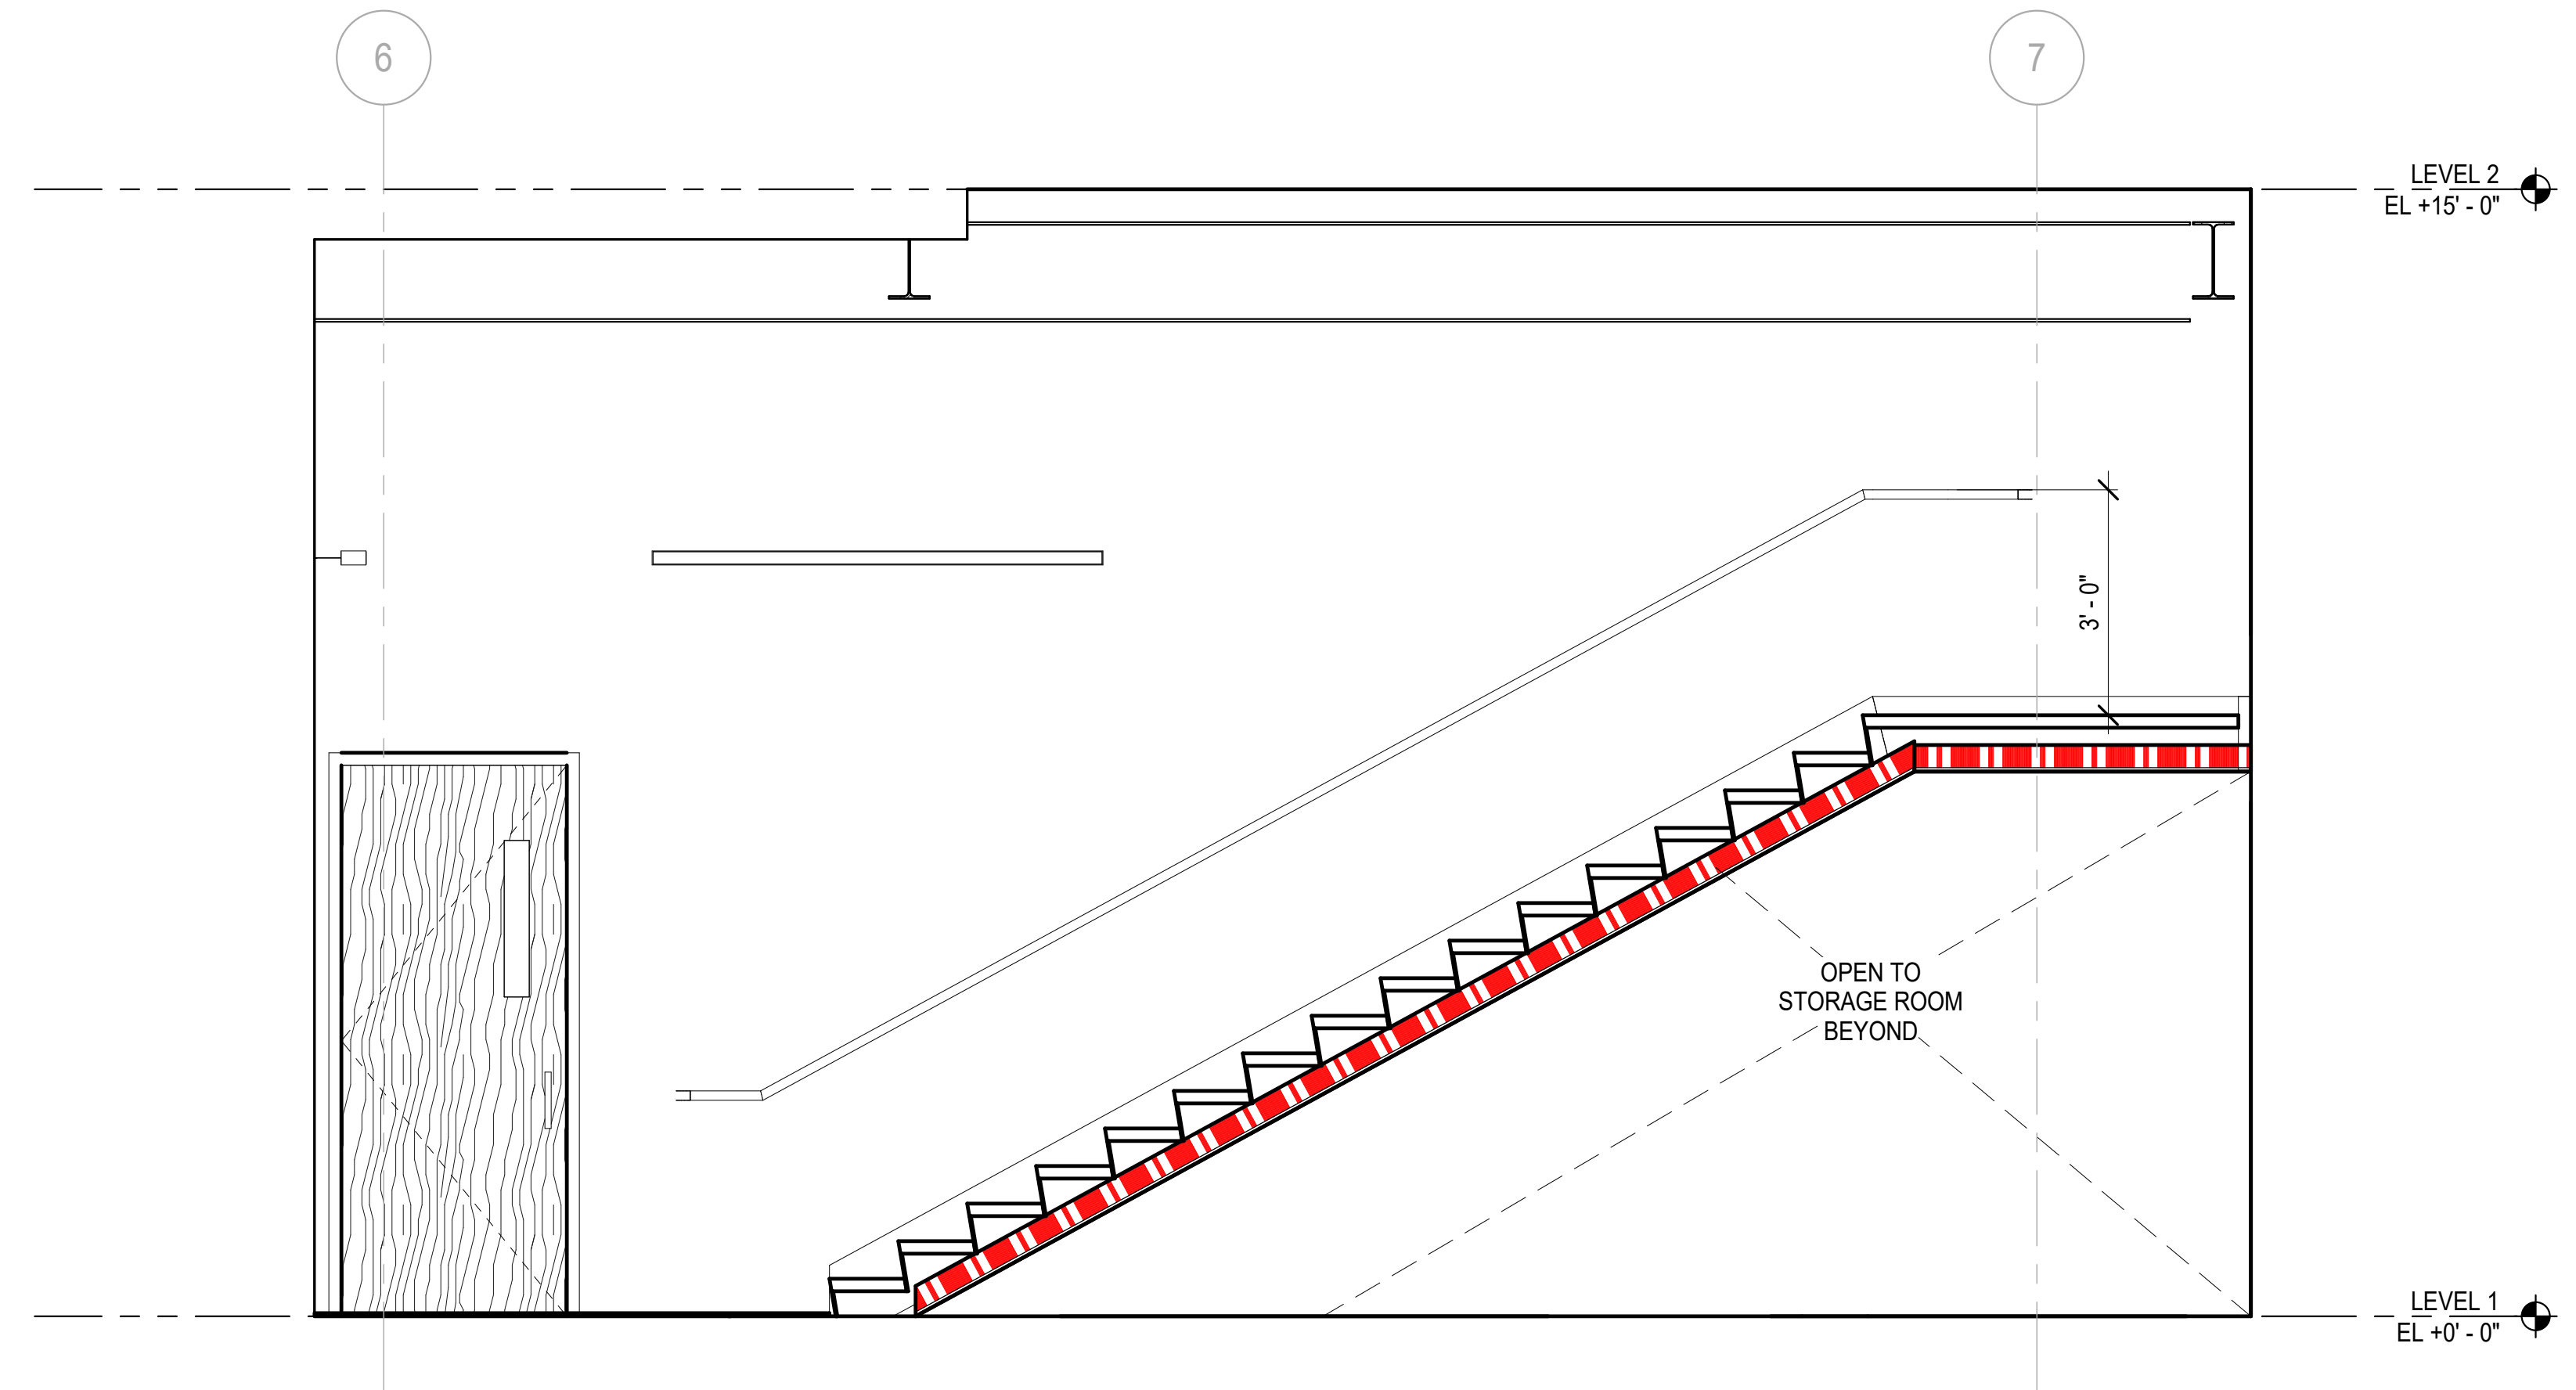 6
7
LEVEL 2
EL +15' - 0"
3' - 0"
OPEN TO
STORAGE ROOM
BEYOND
LEVEL 1
EL +0' - 0"